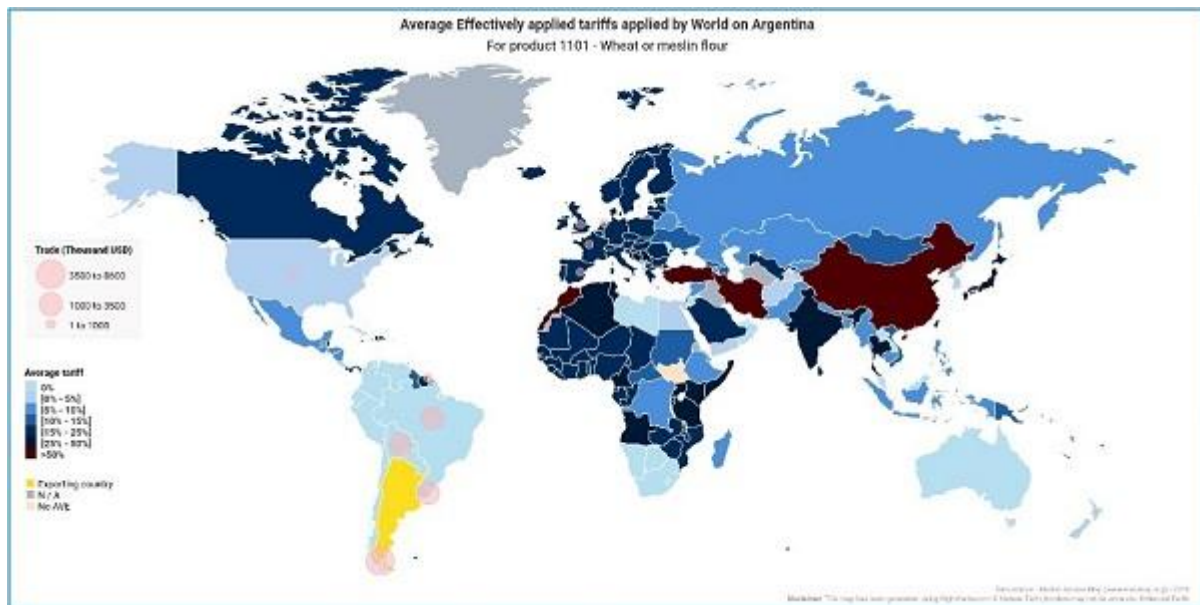 Average Effectively applied tariffs applied by World on Argentina
For product 1101 - Wheat or meslin flour
Trade (Thousand USD)
3500 to 8600
1000 to 3500
1 to 1000
Average tariff
0%
]0% - 5%]
]5% - 10%]
]10% - 15%]
]15% - 25%]
]25% - 50%]
>50%
Exporting country
N / A
No AVE